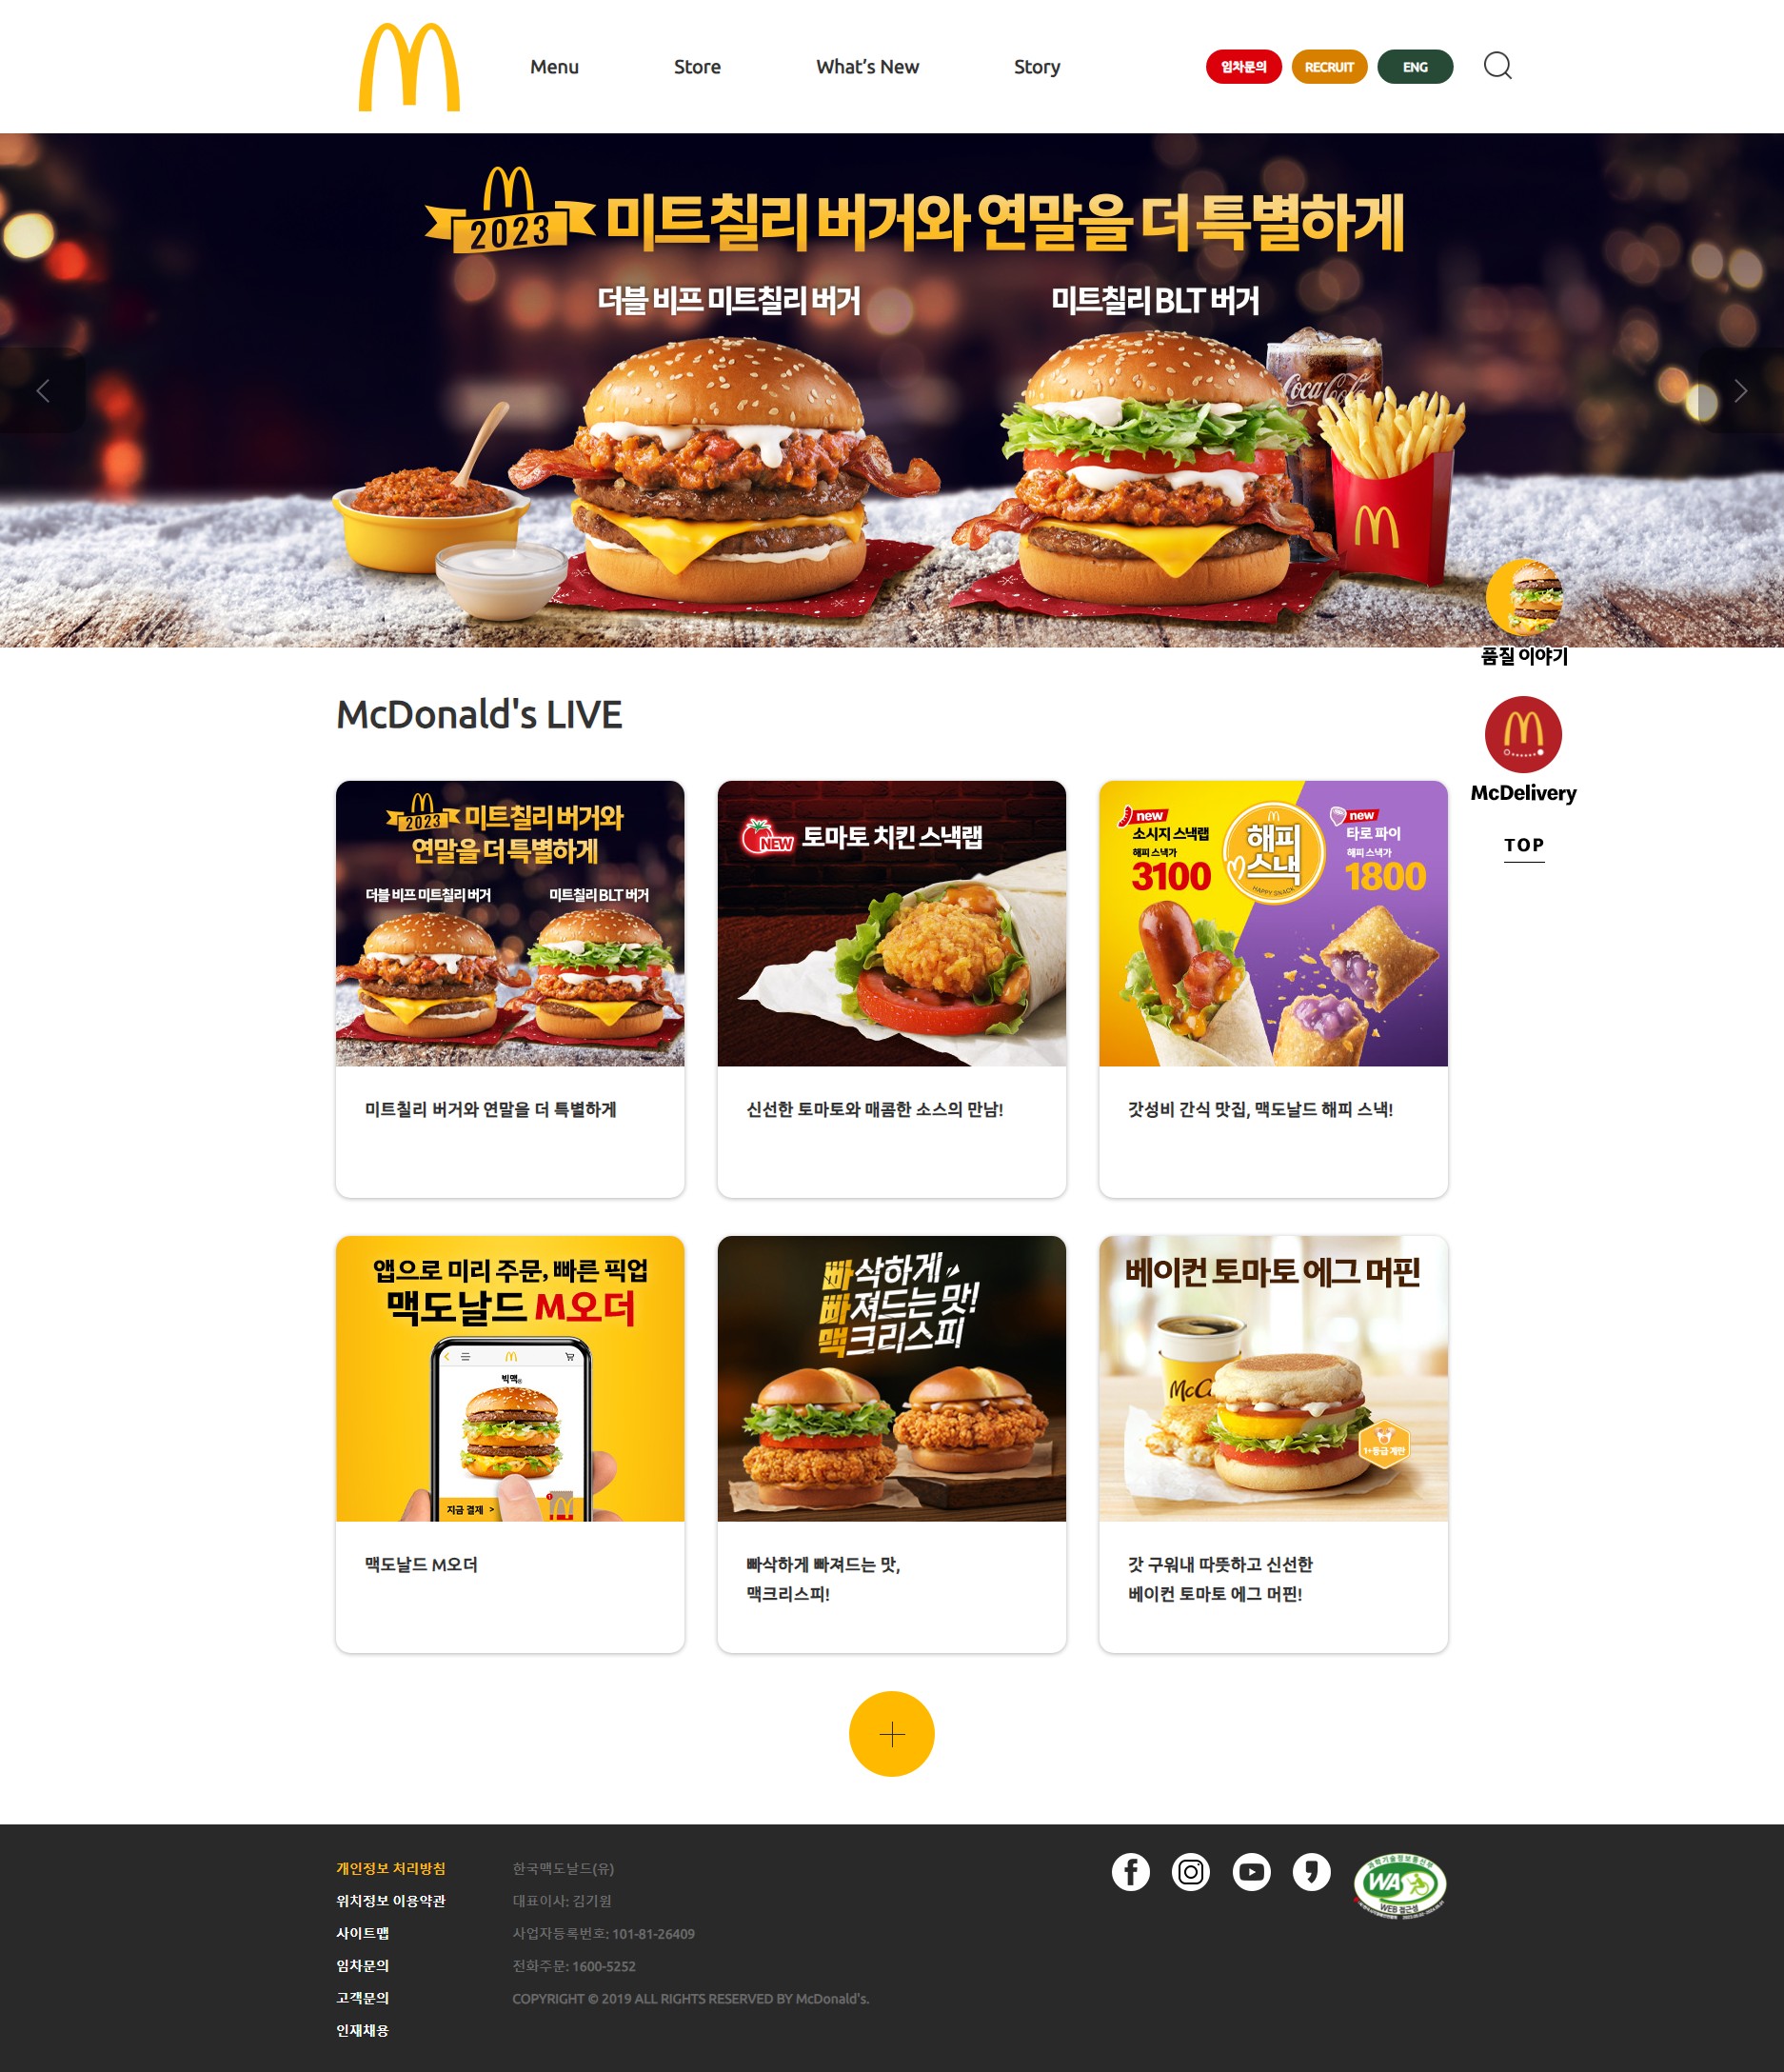 Menu
Store
What's New
Story
임차문의
RECRUIT
ENG
2023 미트칠리 버거와 연말을 더 특별하게
더블 비프 미트칠리 버거
미트칠리 BLT 버거
Coca-Cola
품질 이야기
McDonald's LIVE
McDelivery
TOP
2023 미트칠리 버거와
연말을 더 특별하게
더블 비프 미트칠리 버거
미트칠리 BLT 버거
미트칠리 버거와 연말을 더 특별하게
NEW 토마토 치킨 스낵랩
신선한 토마토와 매콤한 소스의 만남!
new
소시지 스낵랩
해피 스낵가
3100
해피
스낵
HAPPY SNACK
new
타로 파이
해피 스낵가
1800
갓성비 간식 맛집, 맥도날드 해피 스낵!
앱으로 미리 주문, 빠른 픽업
맥도날드 M오더
빅맥
지금 결제 >
맥도날드 M오더
빠삭하게
빠져드는 맛!
맥크리스피
빠삭하게 빠져드는 맛,
맥크리스피!
베이컨 토마토 에그 머핀
McC
1+등급 계란
갓 구워내 따뜻하고 신선한
베이컨 토마토 에그 머핀!
개인정보 처리방침
위치정보 이용약관
사이트맵
임차문의
고객문의
인재채용
한국맥도날드(유)
대표이사: 김기원
사업자등록번호: 101-81-26409
전화주문: 1600-5252
COPYRIGHT © 2019 ALL RIGHTS RESERVED BY McDonald's.
과학기술정보통신부
WA
WEB 접근성